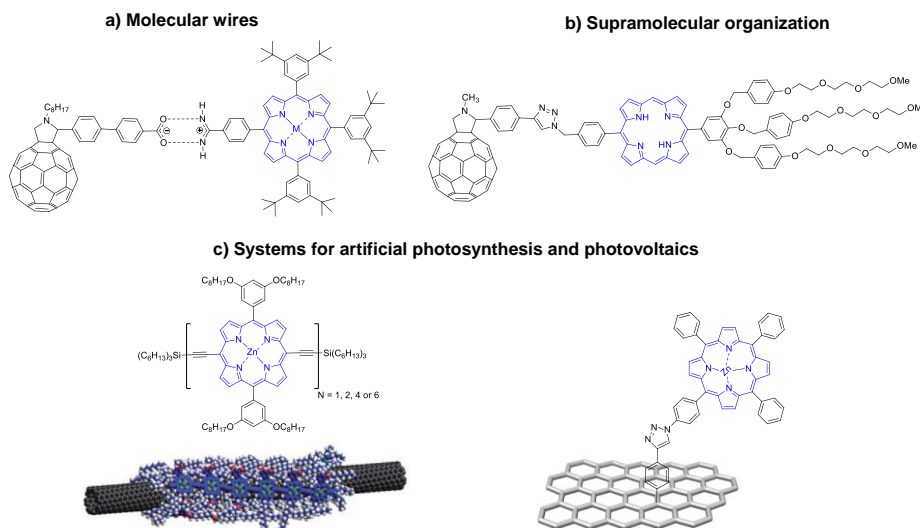 a) Molecular wires
b) Supramolecular organization
C8H17
N
O
O
H
N
N
H
M
N
N
N
N
N
CH3
N
N
N
NH
N
N
HN
O
O
O
O
O
O
OMe
O
O
O
OMe
O
O
O
OMe
c) Systems for artificial photosynthesis and photovoltaics
C8H17O
OC8H17
(C6H13)3Si
N
N
Zn
N
N
Si(C6H13)3
N = 1, 2, 4 or 6
C8H17O
OC8H17
N
N
N
N
N
N
N